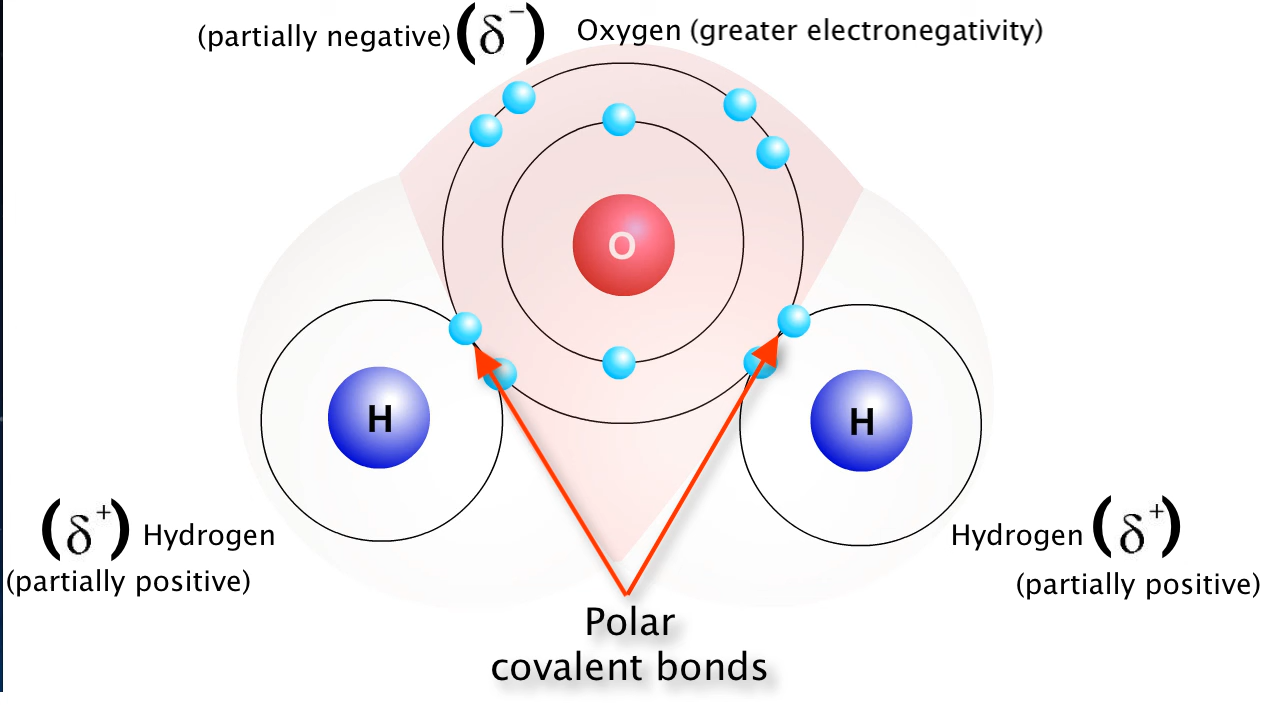 (partially negative) (δ⁻) Oxygen (greater electronegativity)
O
H
H
(δ⁺) Hydrogen
(partially positive)
Hydrogen (δ⁺)
(partially positive)
Polar
covalent bonds